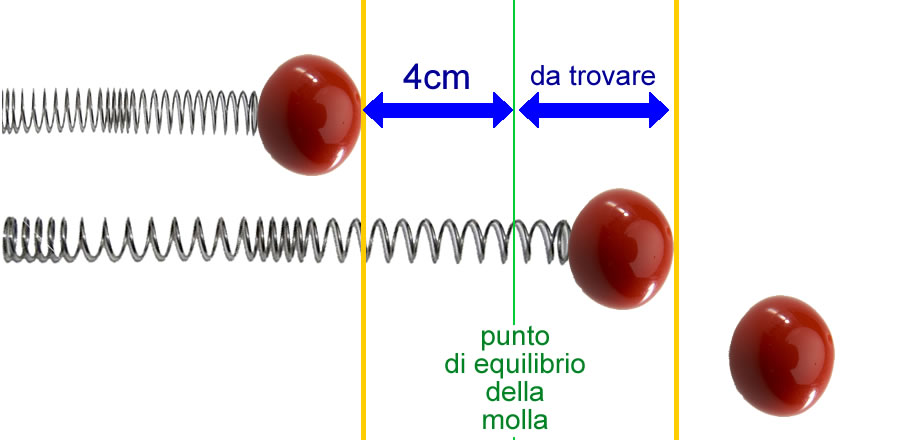 4cm
da trovare
punto
di equilibrio
della
molla